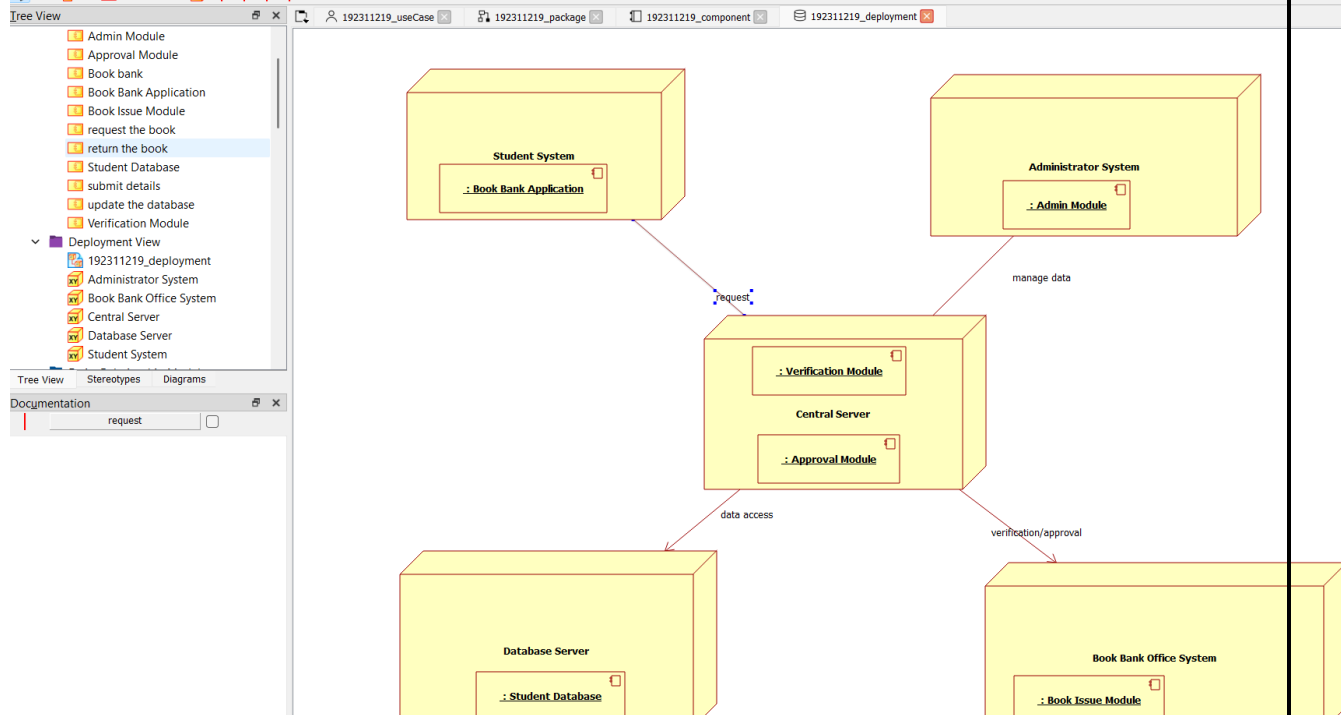 Tree View
Admin Module
Approval Module
Book bank
Book Bank Application
Book Issue Module
request the book
return the book
Student Database
submit details
update the database
Verification Module
Deployment View
192311219_deployment
Administrator System
Book Bank Office System
Central Server
Database Server
Student System
Tree View Stereotypes Diagrams
Documentation
request
192311219_useCase 192311219_package 192311219_component 192311219_deployment
Student System
: Book Bank Application
Administrator System
: Admin Module
manage data
request
: Verification Module
Central Server
: Approval Module
data access
verification/approval
Database Server
: Student Database
Book Bank Office System
: Book Issue Module